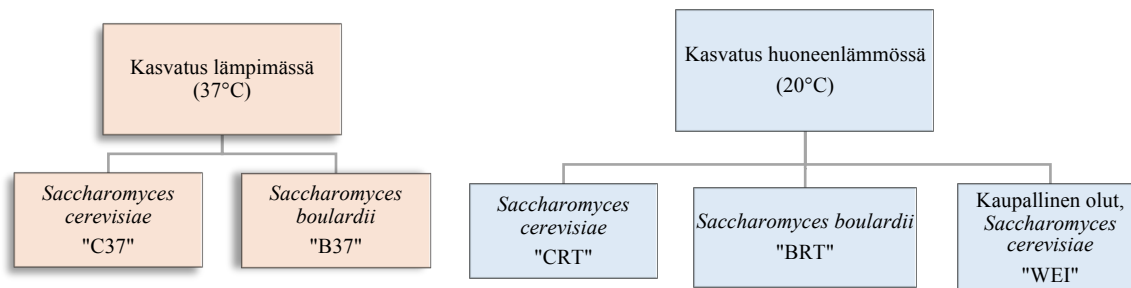 Kasvatus lämpimässä
(37°C)
Saccharomyces
cerevisiae
"C37"
Saccharomyces
boulardii
"B37"
Kasvatus huoneenlämmössä
(20°C)
Saccharomyces
cerevisiae
"CRT"
Saccharomyces boulardii
"BRT"
Kaupallinen olut,
Saccharomyces
cerevisiae
"WEI"